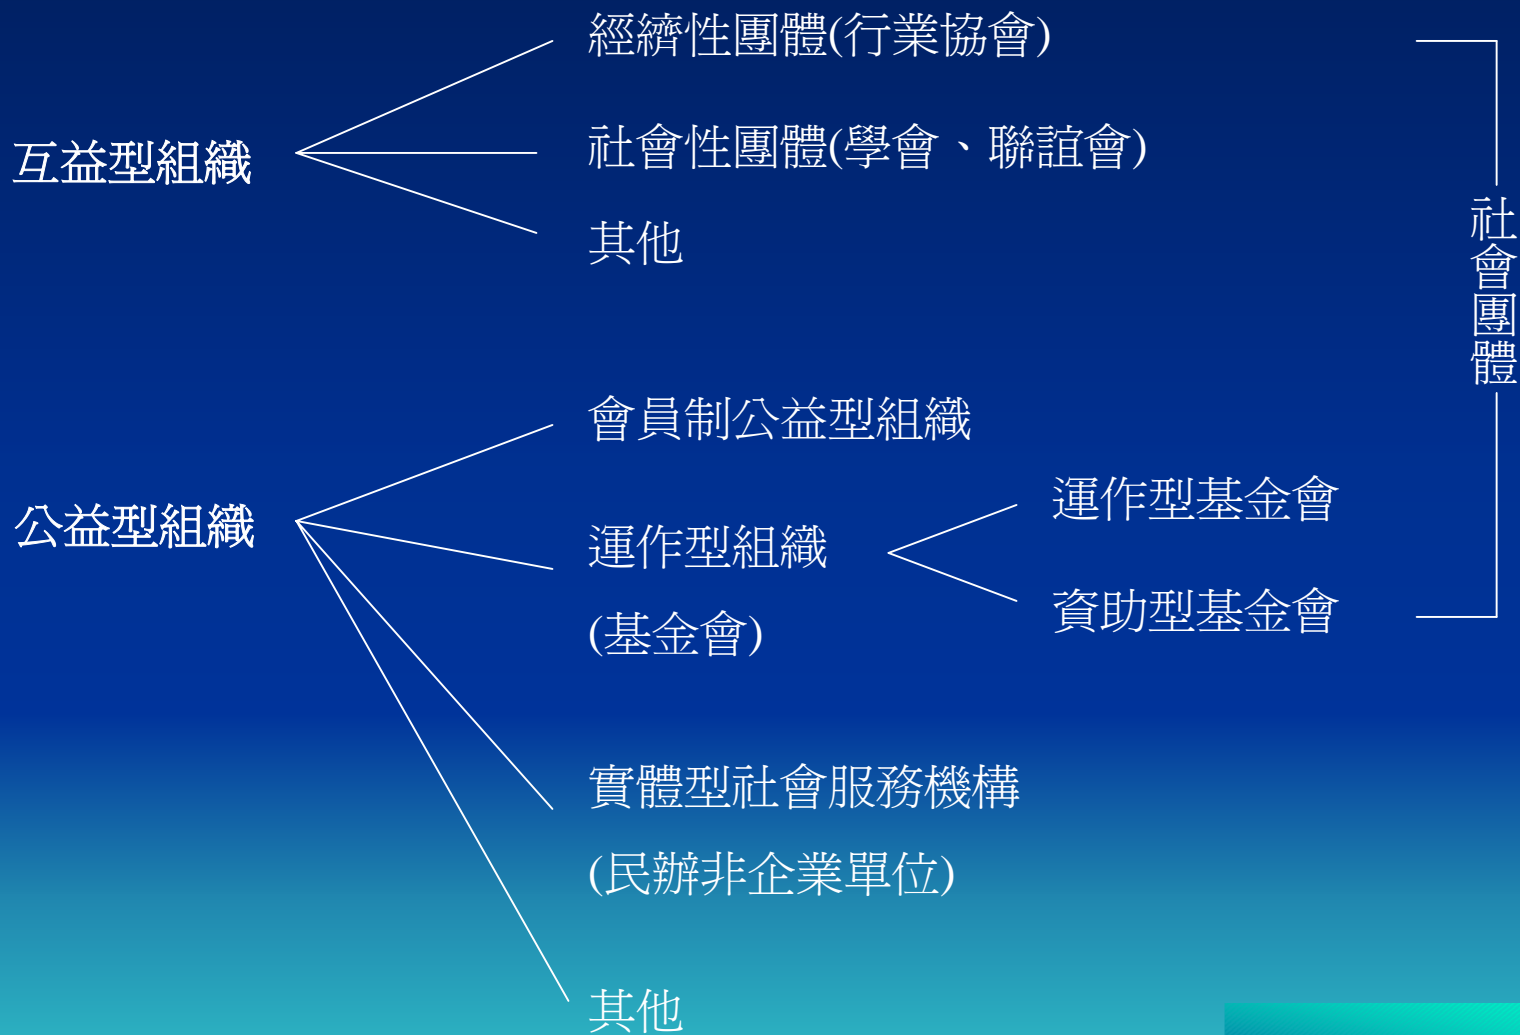 互益型組織
經濟性團體(行業協會)
社會性團體(學會、聯誼會)
其他
社會團體
公益型組織
會員制公益型組織
運作型組織
(基金會)
運作型基金會
資助型基金會
實體型社會服務機構
(民辦非企業單位)
其他